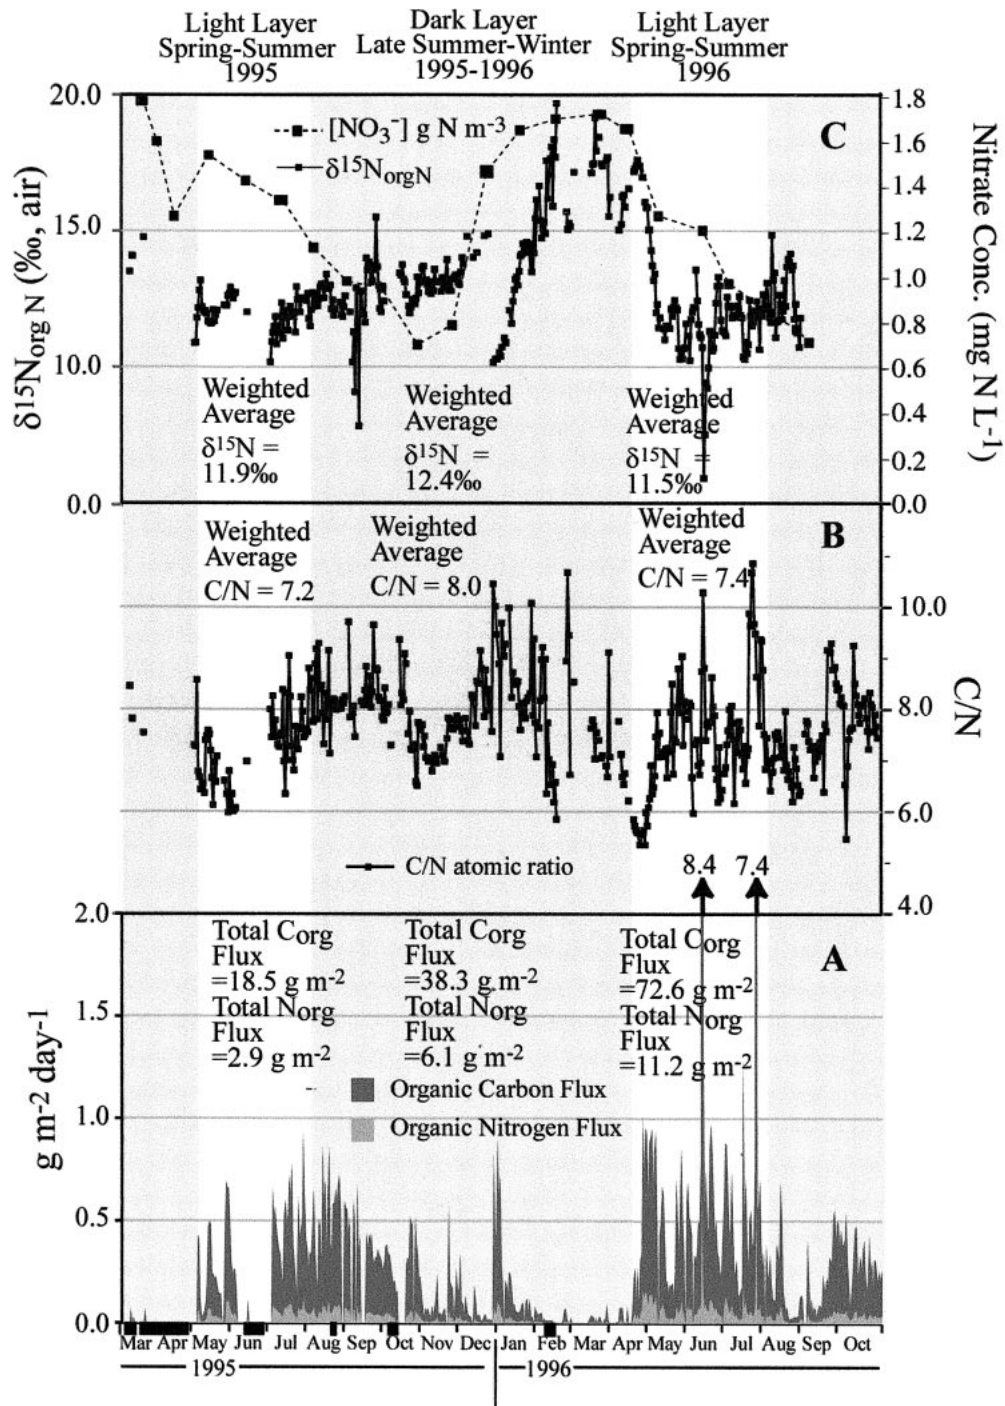 Light Layer
Spring-Summer
1995
Dark Layer
Late Summer-Winter
1995-1996
Light Layer
Spring-Summer
1996
20.0
15.0
10.0
0.0
δ15Norg N (‰, air)
[NO3-] g N m-3
δ15NorgN
C
1.8
1.6
1.4
1.2
1.0
0.8
0.6
0.4
0.2
0.0
Nitrate Conc. (mg N L-1)
Weighted
Average
δ15N =
11.9‰
Weighted
Average
δ15N =
12.4‰
Weighted
Average
δ15N =
11.5‰
Weighted
Average
C/N = 7.2
Weighted
Average
C/N = 8.0
Weighted
Average
C/N = 7.4
B
10.0
8.0
6.0
4.0
C/N
C/N atomic ratio
8.4 7.4
2.0
1.5
1.0
0.5
0.0
g m-2 day-1
Total Corg
Flux
=18.5 g m-2
Total Norg
Flux
=2.9 g m-2
Total Corg
Flux
=38.3 g m-2
Total Norg
Flux
=6.1 g m-2
Total Corg
Flux
=72.6 g m-2
Total Norg
Flux
=11.2 g m-2
A
Organic Carbon Flux
Organic Nitrogen Flux
Mar Apr May Jun Jul Aug Sep Oct Nov Dec Jan Feb Mar Apr May Jun Jul Aug Sep Oct
1995 1996